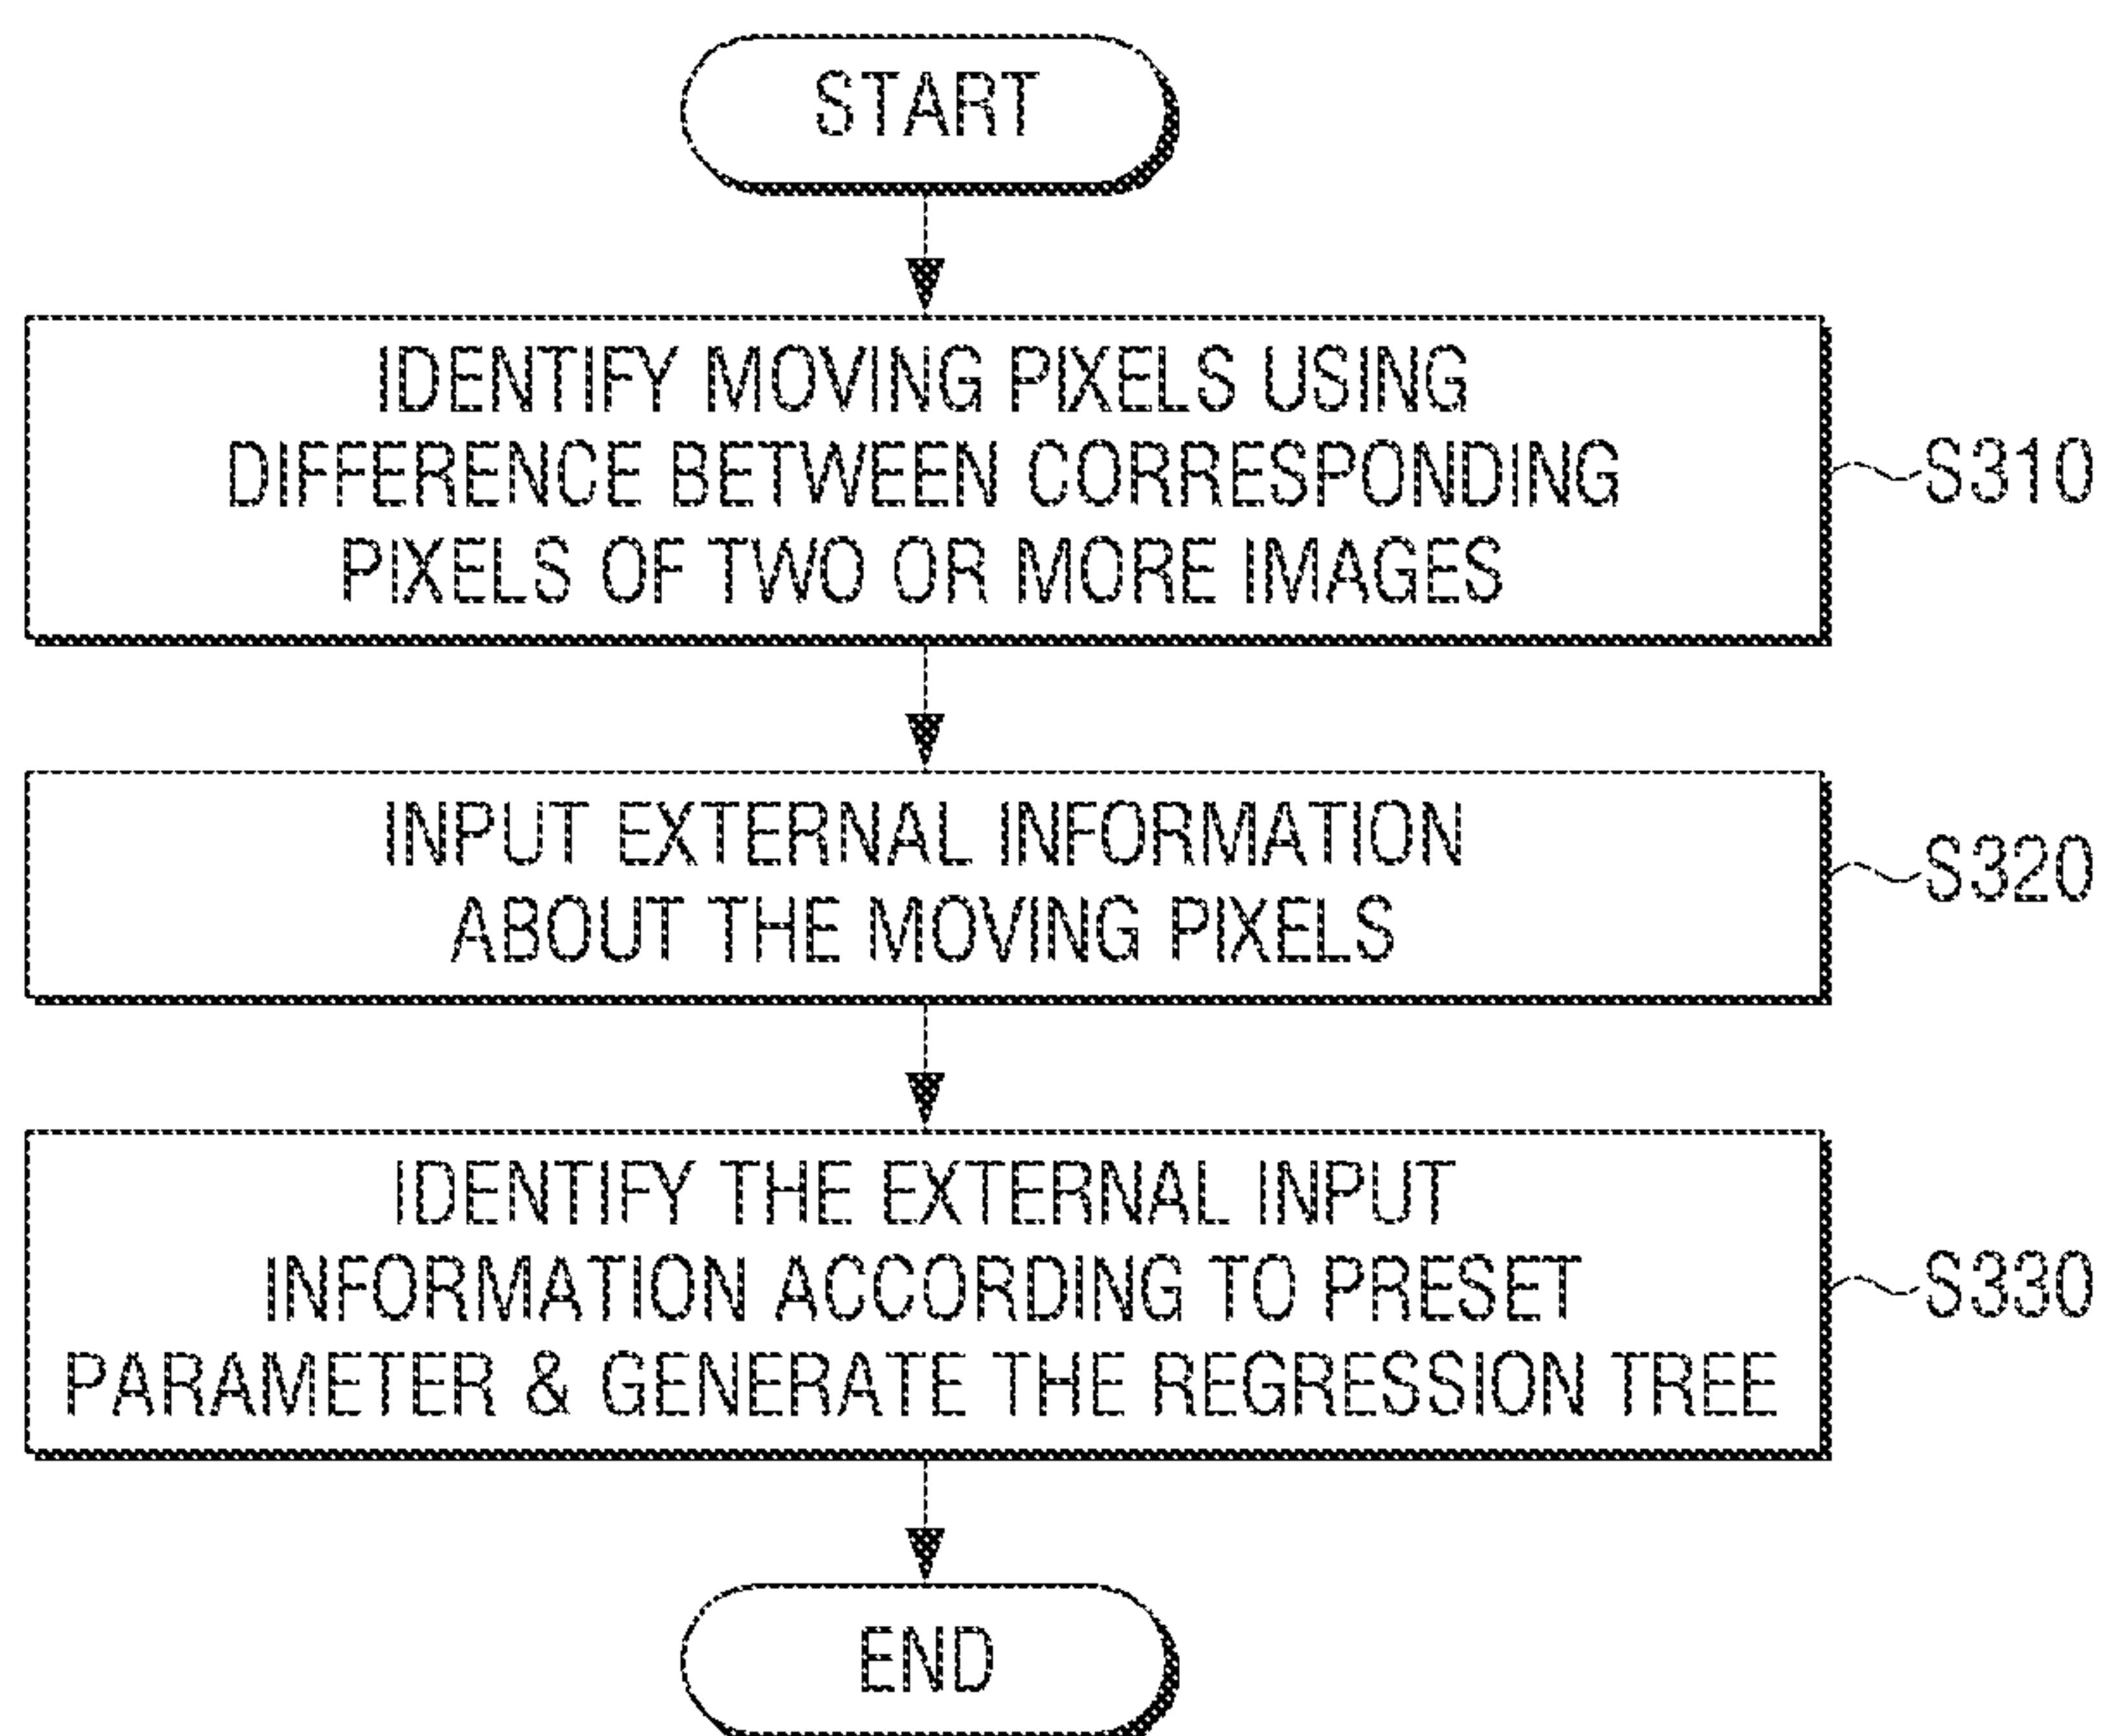 START
IDENTIFY MOVING PIXELS USING
DIFFERENCE BETWEEN CORRESPONDING
PIXELS OF TWO OR MORE IMAGES
S310
INPUT EXTERNAL INFORMATION
ABOUT THE MOVING PIXELS
S320
IDENTIFY THE EXTERNAL INPUT
INFORMATION ACCORDING TO PRESET
PARAMETER & GENERATE THE REGRESSION TREE
S330
END